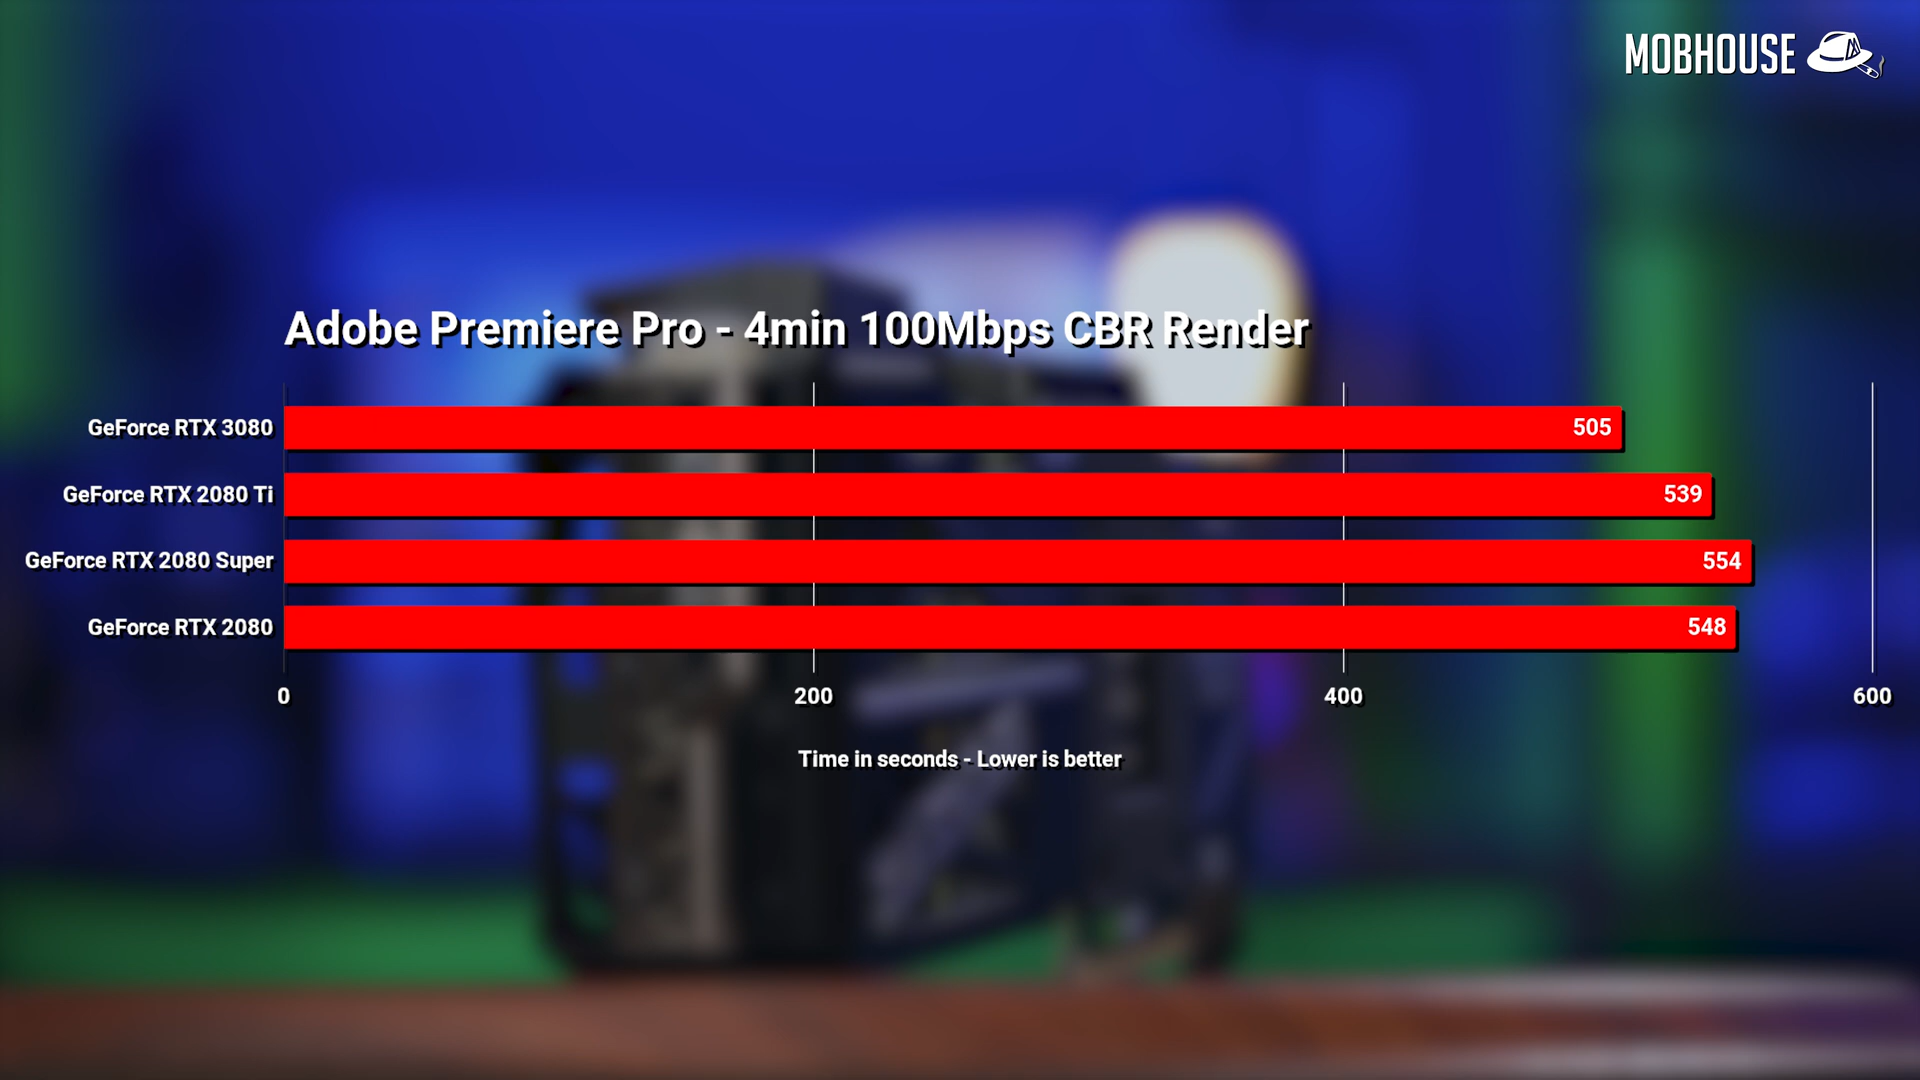 MOBHOUSE
Adobe Premiere Pro - 4min 100Mbps CBR Render
GeForce RTX 3080 505
GeForce RTX 2080 Ti 539
GeForce RTX 2080 Super 554
GeForce RTX 2080 548
0 200 400 600
Time in seconds - Lower is better